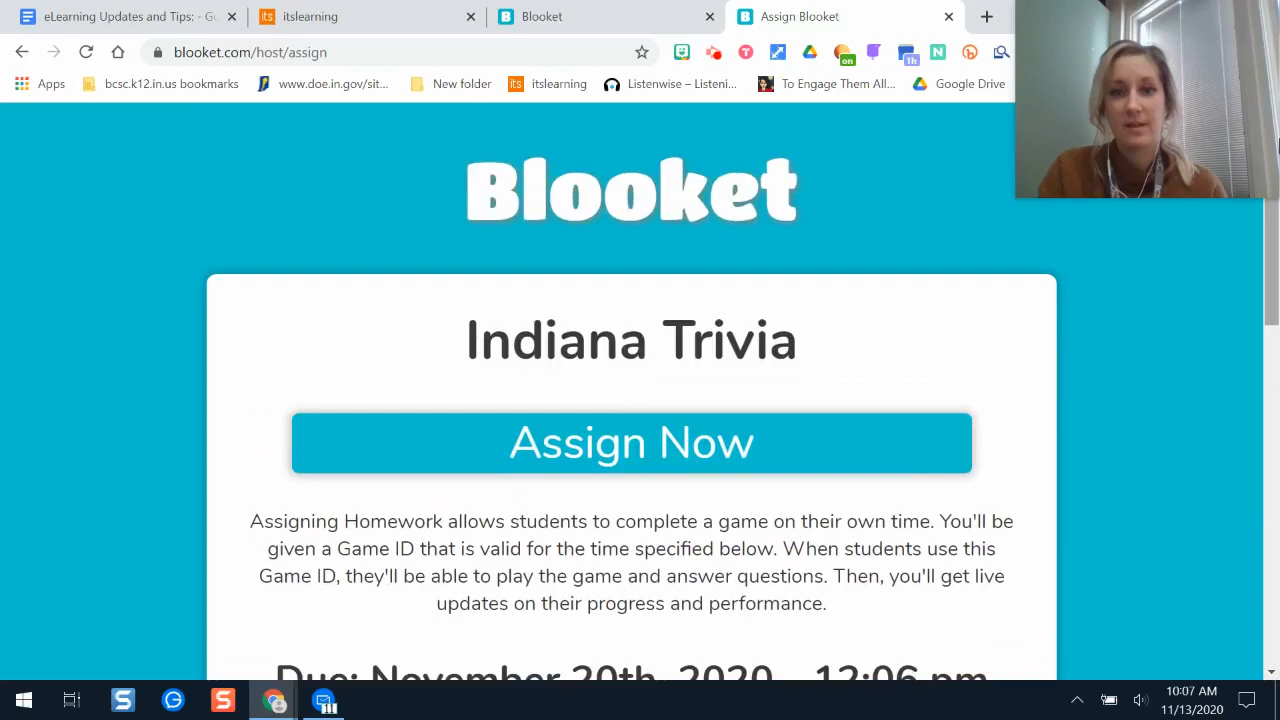 eLearning Updates and Tips: - Go
itslearning
Blooket
Assign Blooket
blooket.com/host/assign
on
1h
N
Apps
bcsc.k12.in.us bookmarks
www.doe.in.gov/sit...
New folder
its
itslearning
Listenwise – Listeni...
To Engage Them All...
Google Drive
Blooket
Indiana Trivia
Assign Now
Assigning Homework allows students to complete a game on their own time. You'll be
given a Game ID that is valid for the time specified below. When students use this
Game ID, they'll be able to play the game and answer questions. Then, you'll get live
updates on their progress and performance.
Due: November 20th, 2020 - 12:06 pm
11
10:07 AM
11/13/2020